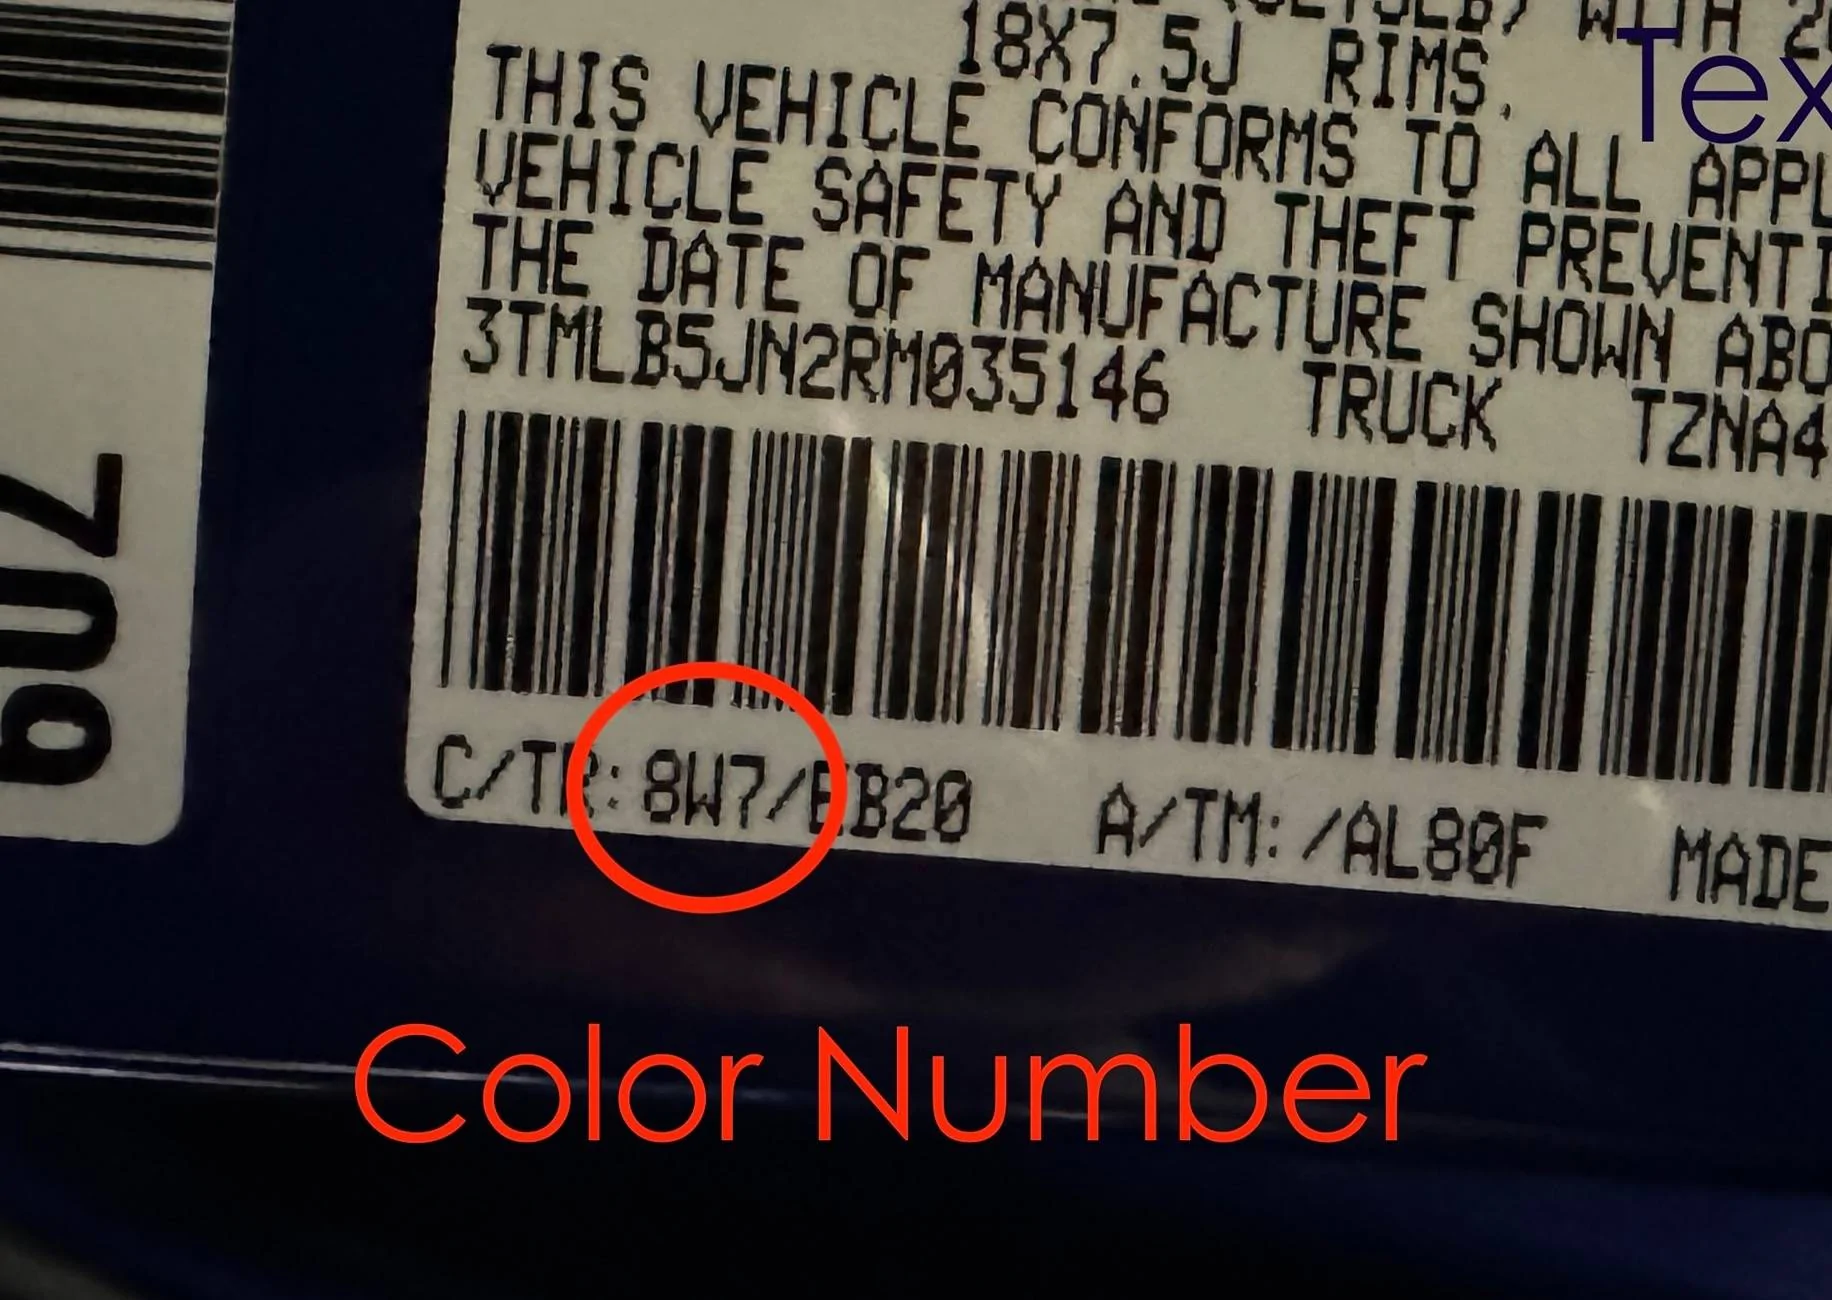 WITH
18X7.5J RIMS.
Tex
THIS VEHICLE CONFORMS TO ALL APPL
VEHICLE SAFETY AND THEFT PREVENTI
THE DATE OF MANUFACTURE SHOWN ABO
3TMLB5JN2RM035146 TRUCK TZNA4
C/TR: 8W7/EB20 A/TM: /AL80F MADE
Color Number